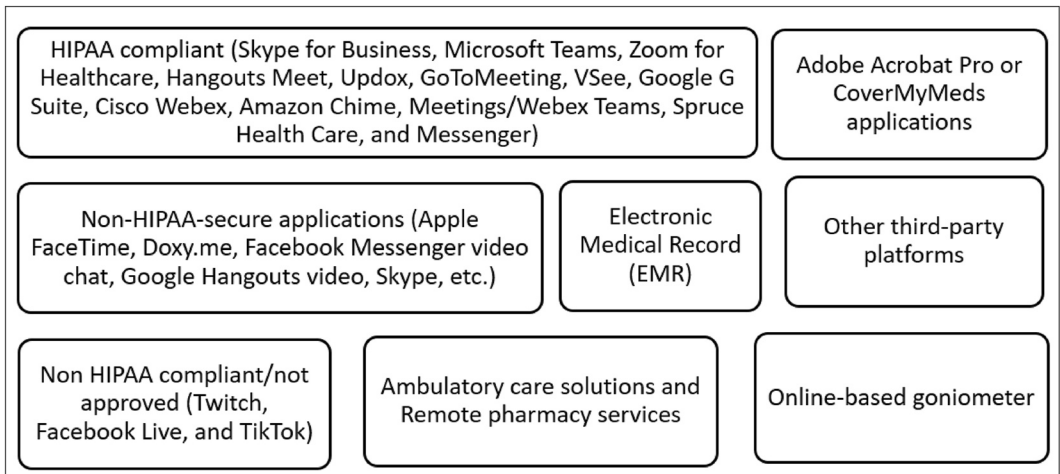 HIPAA compliant (Skype for Business, Microsoft Teams, Zoom for
Healthcare, Hangouts Meet, Updox, GoToMeeting, VSee, Google G
Suite, Cisco Webex, Amazon Chime, Meetings/Webex Teams, Spruce
Health Care, and Messenger)
Adobe Acrobat Pro or
CoverMyMeds
applications
Non-HIPAA-secure applications (Apple
FaceTime, Doxy.me, Facebook Messenger video
chat, Google Hangouts video, Skype, etc.)
Electronic
Medical Record
(EMR)
Other third-party
platforms
Non HIPAA compliant/not
approved (Twitch,
Facebook Live, and TikTok)
Ambulatory care solutions and
Remote pharmacy services
Online-based goniometer